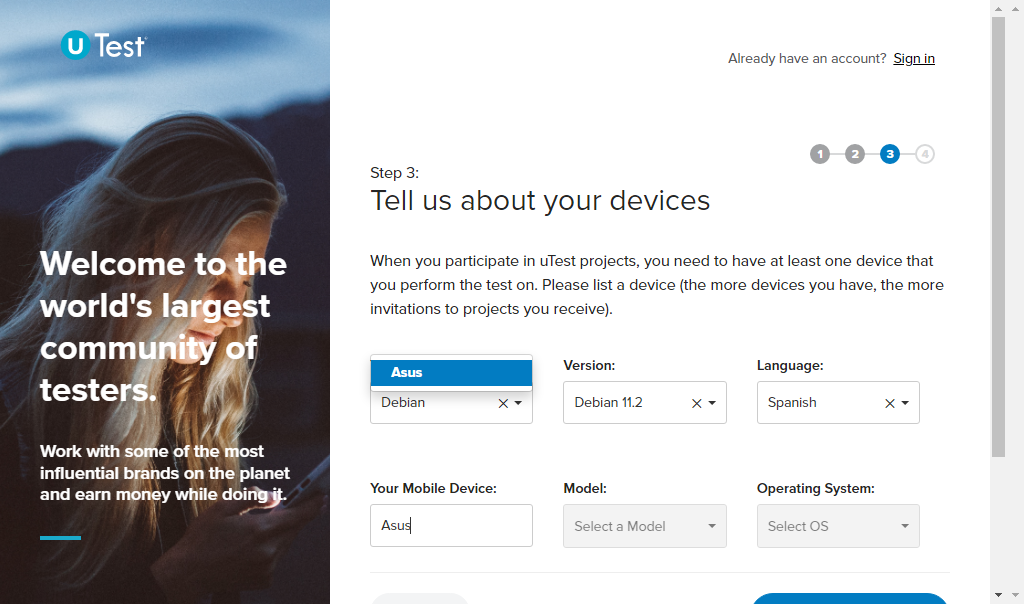 U Test
Already have an account? Sign in
1 2 3 4
Step 3:
Tell us about your devices
Welcome to the
world's largest
community of
testers.
Work with some of the most
influential brands on the planet
and earn money while doing it.
When you participate in uTest projects, you need to have at least one device that
you perform the test on. Please list a device (the more devices you have, the more
invitations to projects you receive).
Asus
Version:
Language:
Debian
Debian 11.2
Spanish
Your Mobile Device:
Model:
Operating System:
Asus
Select a Model
Select OS